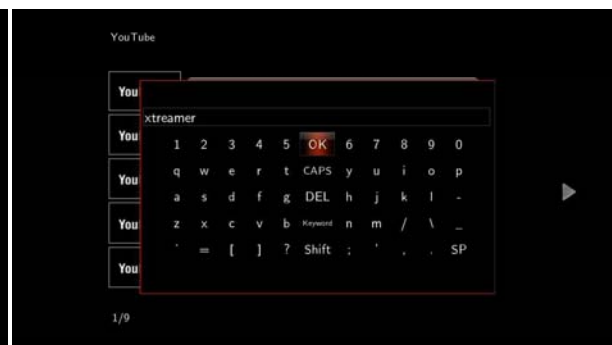 YouTube
You
xtreamer
You
1 2 3 4 5 OK 6 7 8 9 0
q w e r t CAPS y u i o p
You
a s d f g DEL h j k l -
You
z x c v b Keyword n m / \ _
` = [ ] ? Shift ; ' , . SP
You
1/9